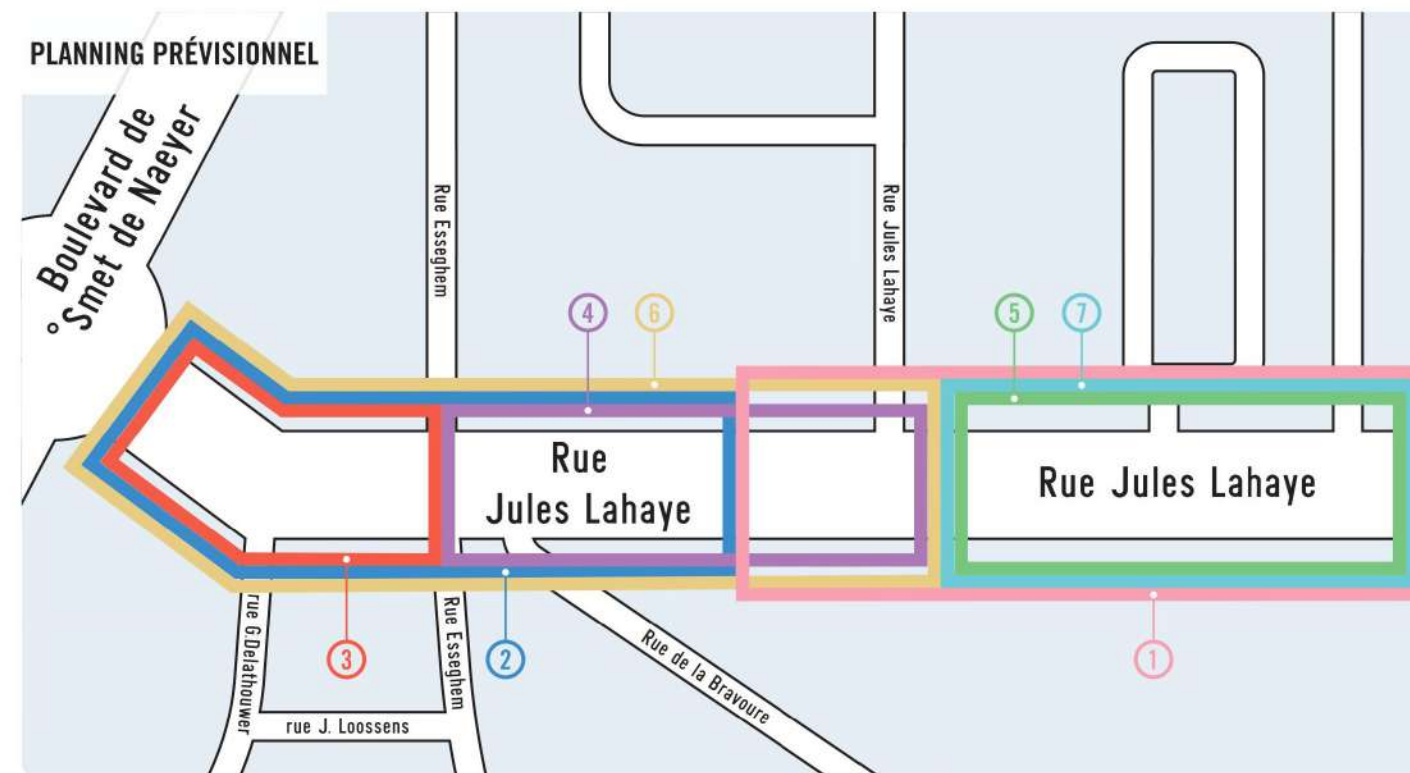 PLANNING PRÉVISIONNEL
Boulevard de
°Smet de Naeyer
Rue Esseghem
Rue Jules Lahaye
4
6
5
7
Rue
Jules Lahaye
Rue Jules Lahaye
3
2
1
rue G.Delathouwer
Rue Esseghem
Rue de la Bravoure
rue J. Loossens